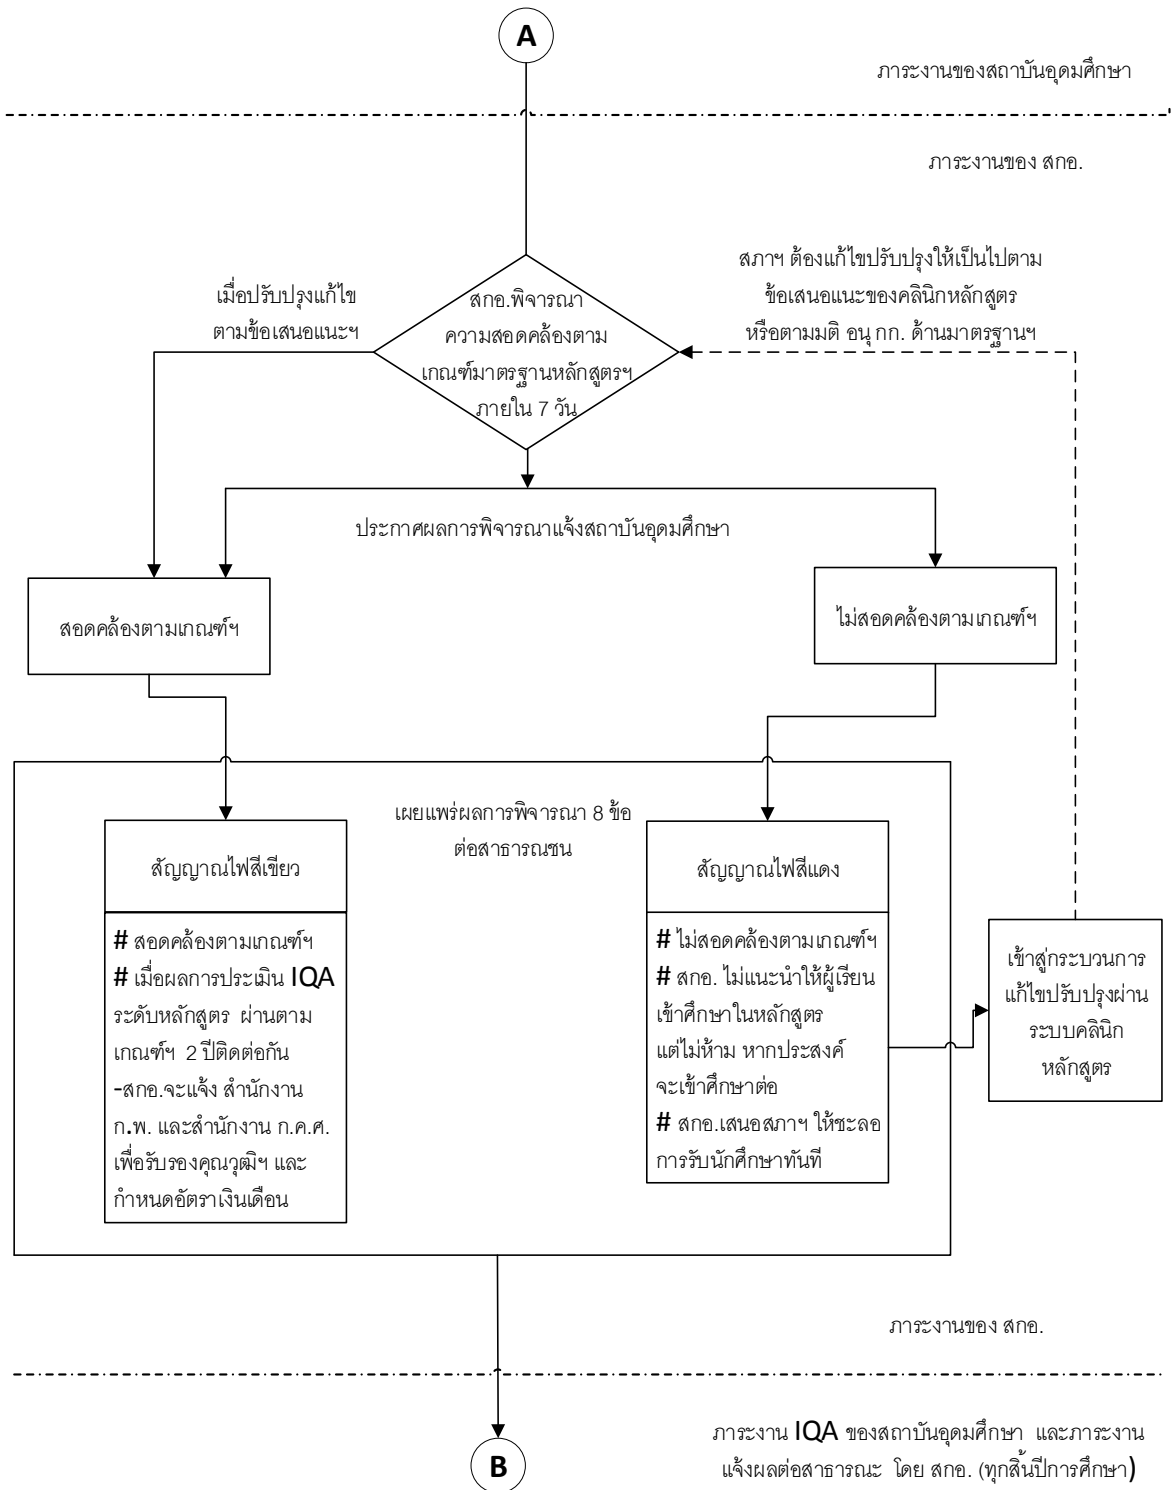 A
ภาระงานของสถาบันอุดมศึกษา
ภาระงานของ สกอ.
เมื่อปรับปรุงแก้ไข
ตามข้อเสนอแนะฯ
สกอ.พิจารณา
ความสอดคล้องตาม
เกณฑ์มาตรฐานหลักสูตรฯ
ภายใน 7 วัน
สภาฯ ต้องแก้ไขปรับปรุงให้เป็นไปตาม
ข้อเสนอแนะของคลินิกหลักสูตร
หรือตามมติ อนุ กก. ด้านมาตรฐานฯ
ประกาศผลการพิจารณาแจ้งสถาบันอุดมศึกษา
สอดคล้องตามเกณฑ์ฯ
ไม่สอดคล้องตามเกณฑ์ฯ
เผยแพร่ผลการพิจารณา 8 ข้อ
ต่อสาธารณชน
สัญญาณไฟสีเขียว
# สอดคล้องตามเกณฑ์ฯ
# เมื่อผลการประเมิน IQA
ระดับหลักสูตร ผ่านตาม
เกณฑ์ฯ 2 ปีติดต่อกัน
-สกอ.จะแจ้ง สำนักงาน
ก.พ. และสำนักงาน ก.ค.ศ.
เพื่อรับรองคุณวุฒิฯ และ
กำหนดอัตราเงินเดือน
สัญญาณไฟสีแดง
# ไม่สอดคล้องตามเกณฑ์ฯ
# สกอ. ไม่แนะนำให้ผู้เรียน
เข้าศึกษาในหลักสูตร
แต่ไม่ห้าม หากประสงค์
จะเข้าศึกษาต่อ
# สกอ.เสนอสภาฯ ให้ชะลอ
การรับนักศึกษาทันที
เข้าสู่กระบวนการ
แก้ไขปรับปรุงผ่าน
ระบบคลินิก
หลักสูตร
ภาระงานของ สกอ.
ภาระงาน IQA ของสถาบันอุดมศึกษา และภาระงาน
แจ้งผลต่อสาธารณะ โดย สกอ. (ทุกสิ้นปีการศึกษา)
B